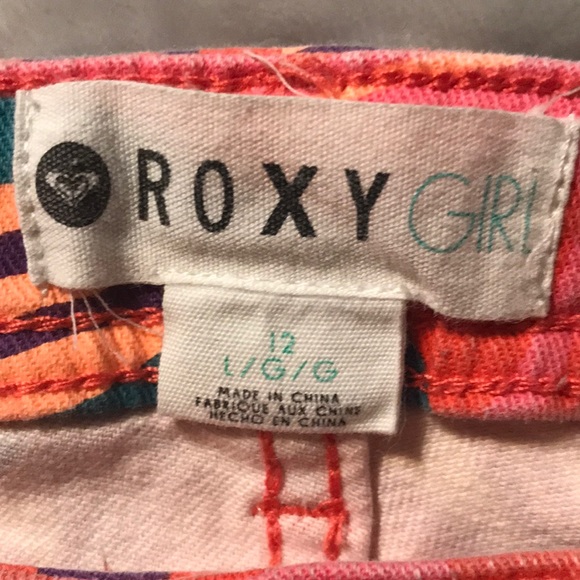 ROXY GIRL
12
L/G/G
MADE IN CHINA
FABRIQUE AUX CHINE
HECHO EN CHINA